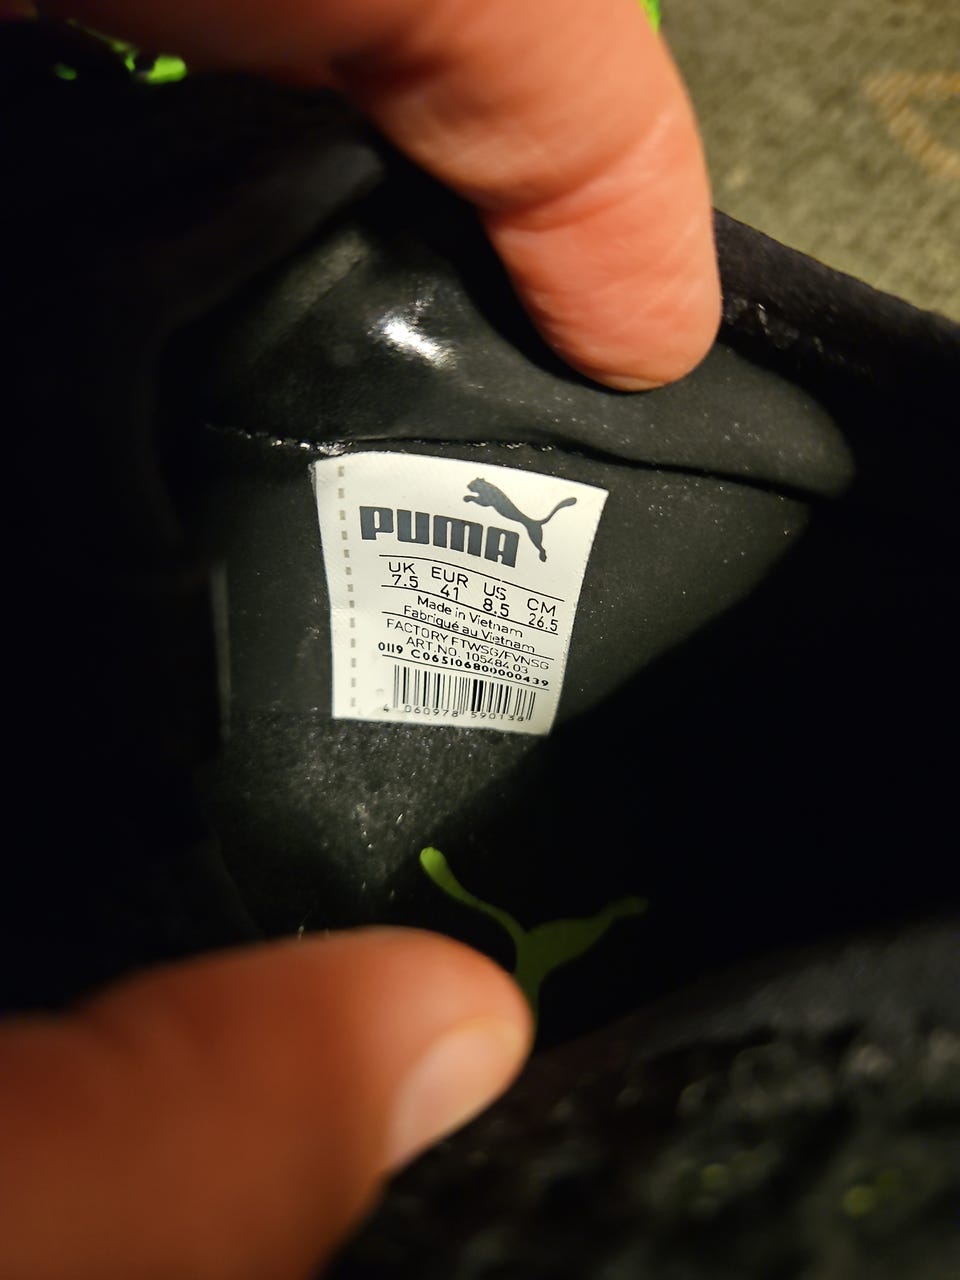 PUMA
UK EUR US CM
7.5 41 8.5 26.5
Made in Vietnam
Fabriqué au Vietnam
FACTORY FTWSG/FVNSG
ART.NO. 105484 03
0119 C065106800000439
4 060978 590138